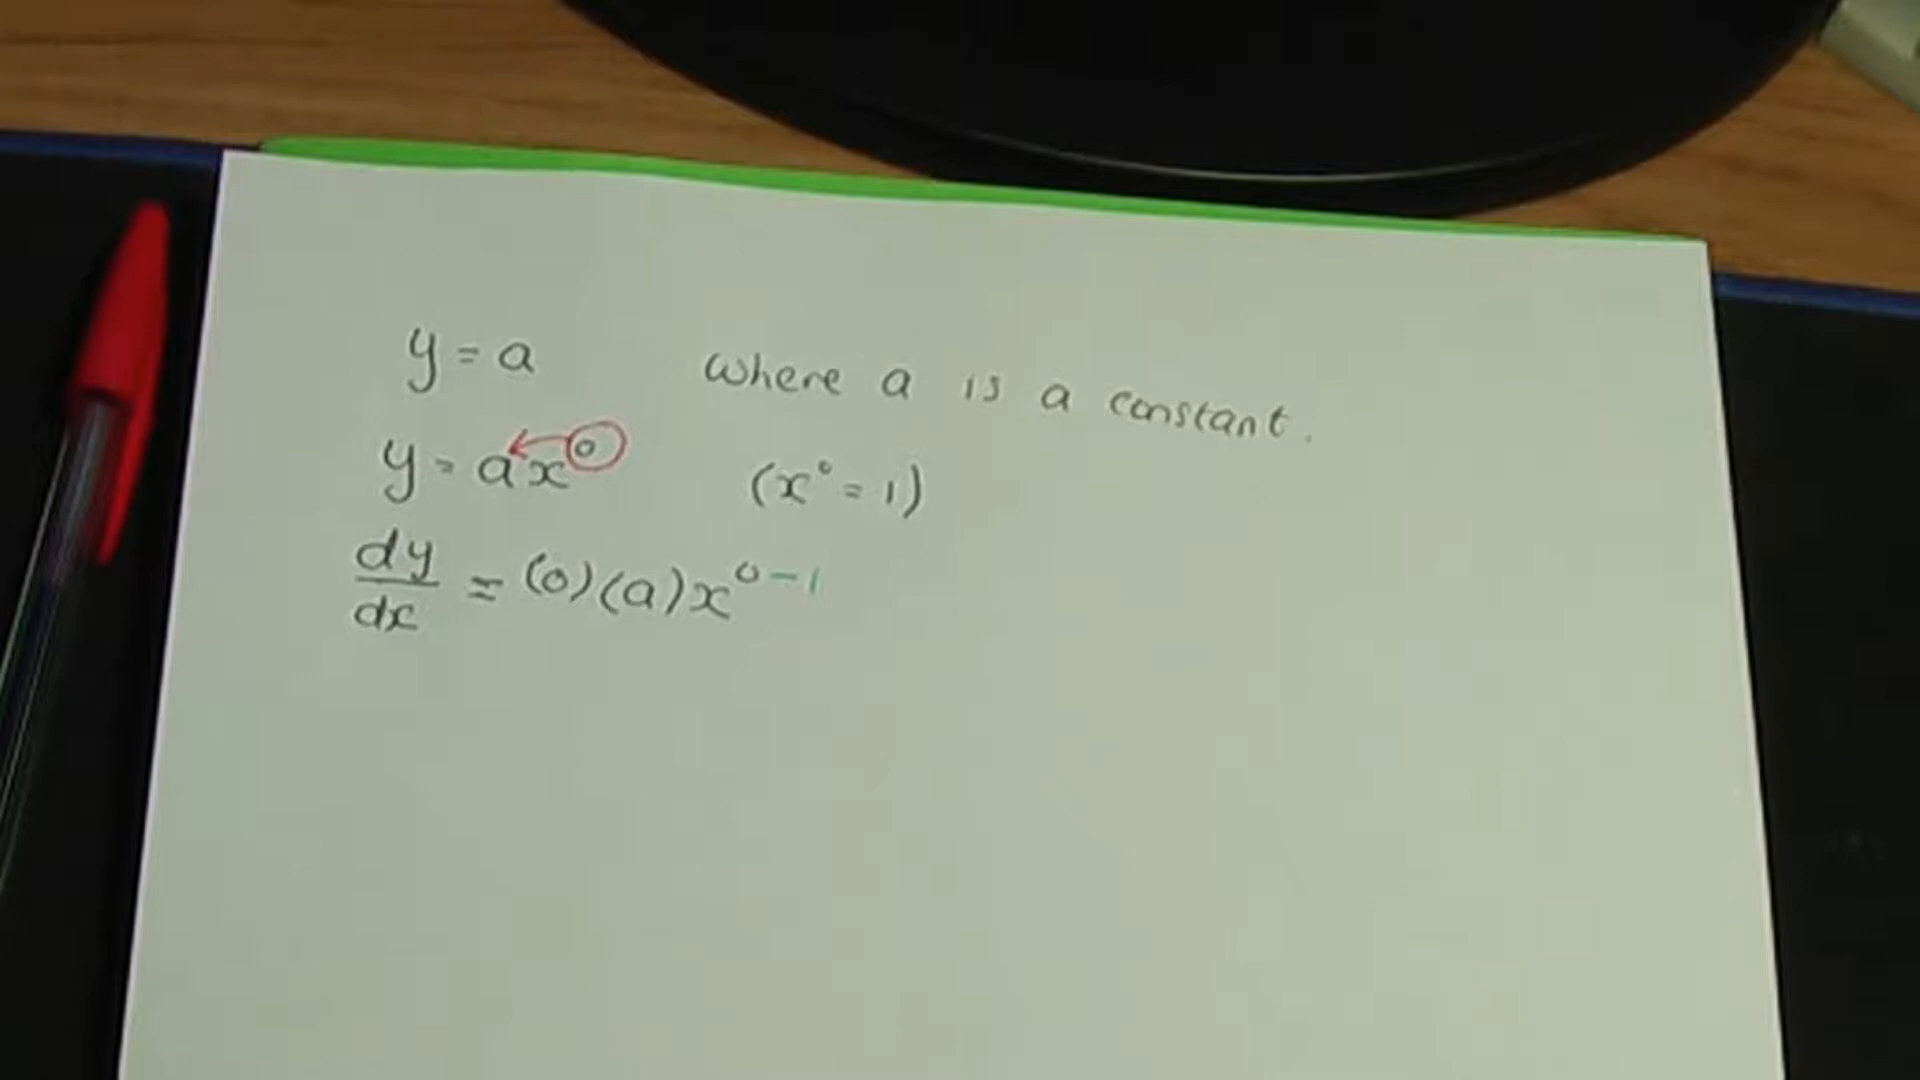 y = a where a is a constant.
y = ax⁰ (x⁰ = 1)
dy/dx = (0)(a)x⁰⁻¹